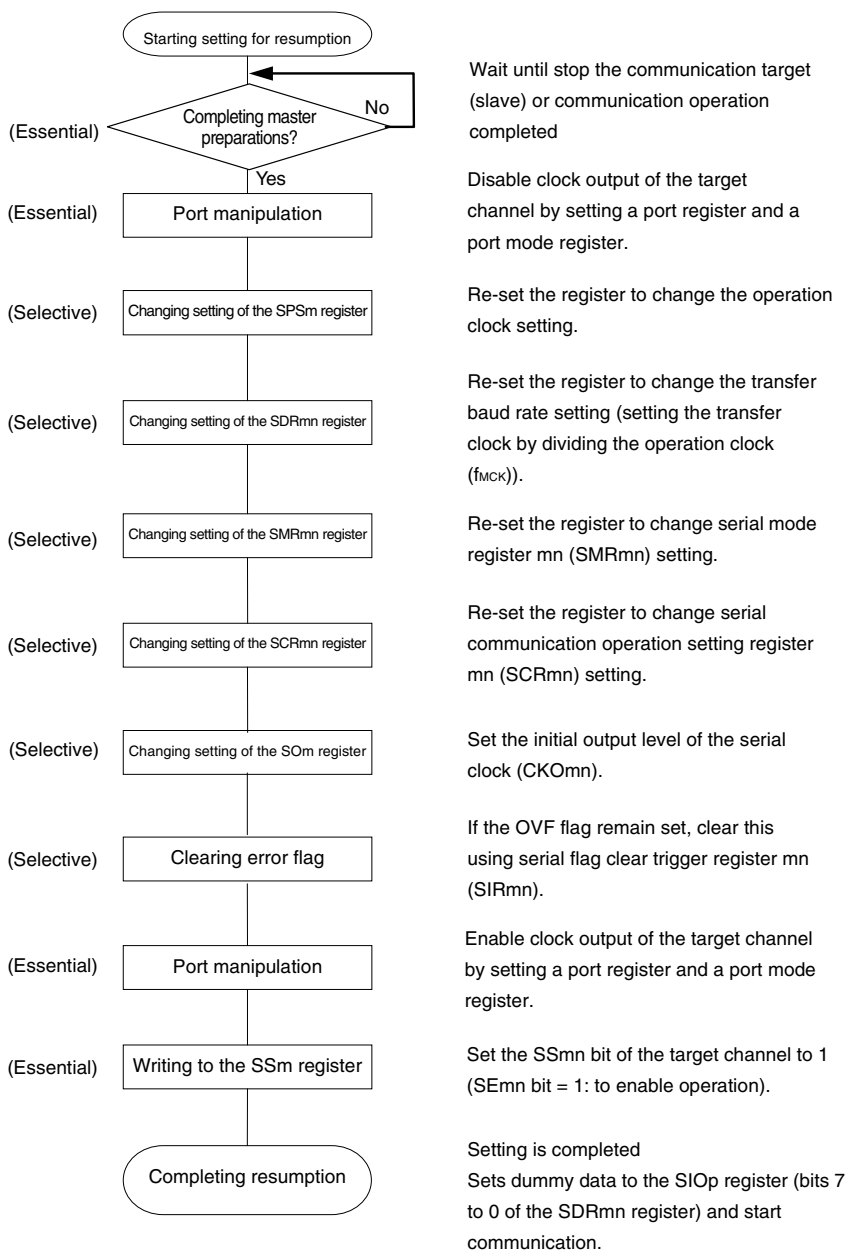 Starting setting for resumption
Wait until stop the communication target
(slave) or communication operation
completed
(Essential)
Completing master
preparations?
No
Yes
(Essential)
Port manipulation
Disable clock output of the target
channel by setting a port register and a
port mode register.
(Selective)
Changing setting of the SPSm register
Re-set the register to change the operation
clock setting.
(Selective)
Changing setting of the SDRmn register
Re-set the register to change the transfer
baud rate setting (setting the transfer
clock by dividing the operation clock
(fMCK)).
(Selective)
Changing setting of the SMRmn register
Re-set the register to change serial mode
register mn (SMRmn) setting.
(Selective)
Changing setting of the SCRmn register
Re-set the register to change serial
communication operation setting register
mn (SCRmn) setting.
(Selective)
Changing setting of the SOm register
Set the initial output level of the serial
clock (CKOmn).
(Selective)
Clearing error flag
If the OVF flag remain set, clear this
using serial flag clear trigger register mn
(SIRmn).
(Essential)
Port manipulation
Enable clock output of the target channel
by setting a port register and a port mode
register.
(Essential)
Writing to the SSm register
Set the SSmn bit of the target channel to 1
(SEmn bit = 1: to enable operation).
Completing resumption
Setting is completed
Sets dummy data to the SIOp register (bits 7
to 0 of the SDRmn register) and start
communication.